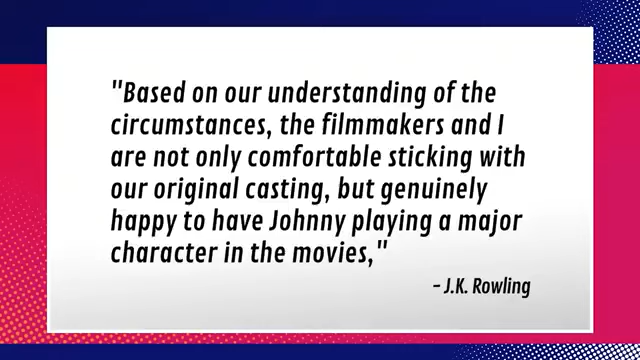 "Based on our understanding of the
circumstances, the filmmakers and I
are not only comfortable sticking with
our original casting, but genuinely
happy to have Johnny playing a major
character in the movies,"
- J.K. Rowling